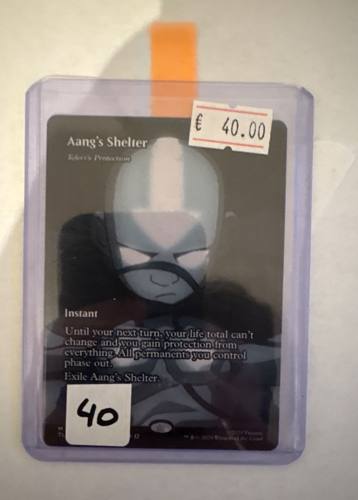 € 40.00
Aang's Shelter
Teferi's Protection
Instant
Until your next turn, your life total can't
change and you gain protection from
everything. All permanents you control
phase out.
Exile Aang's Shelter.
40